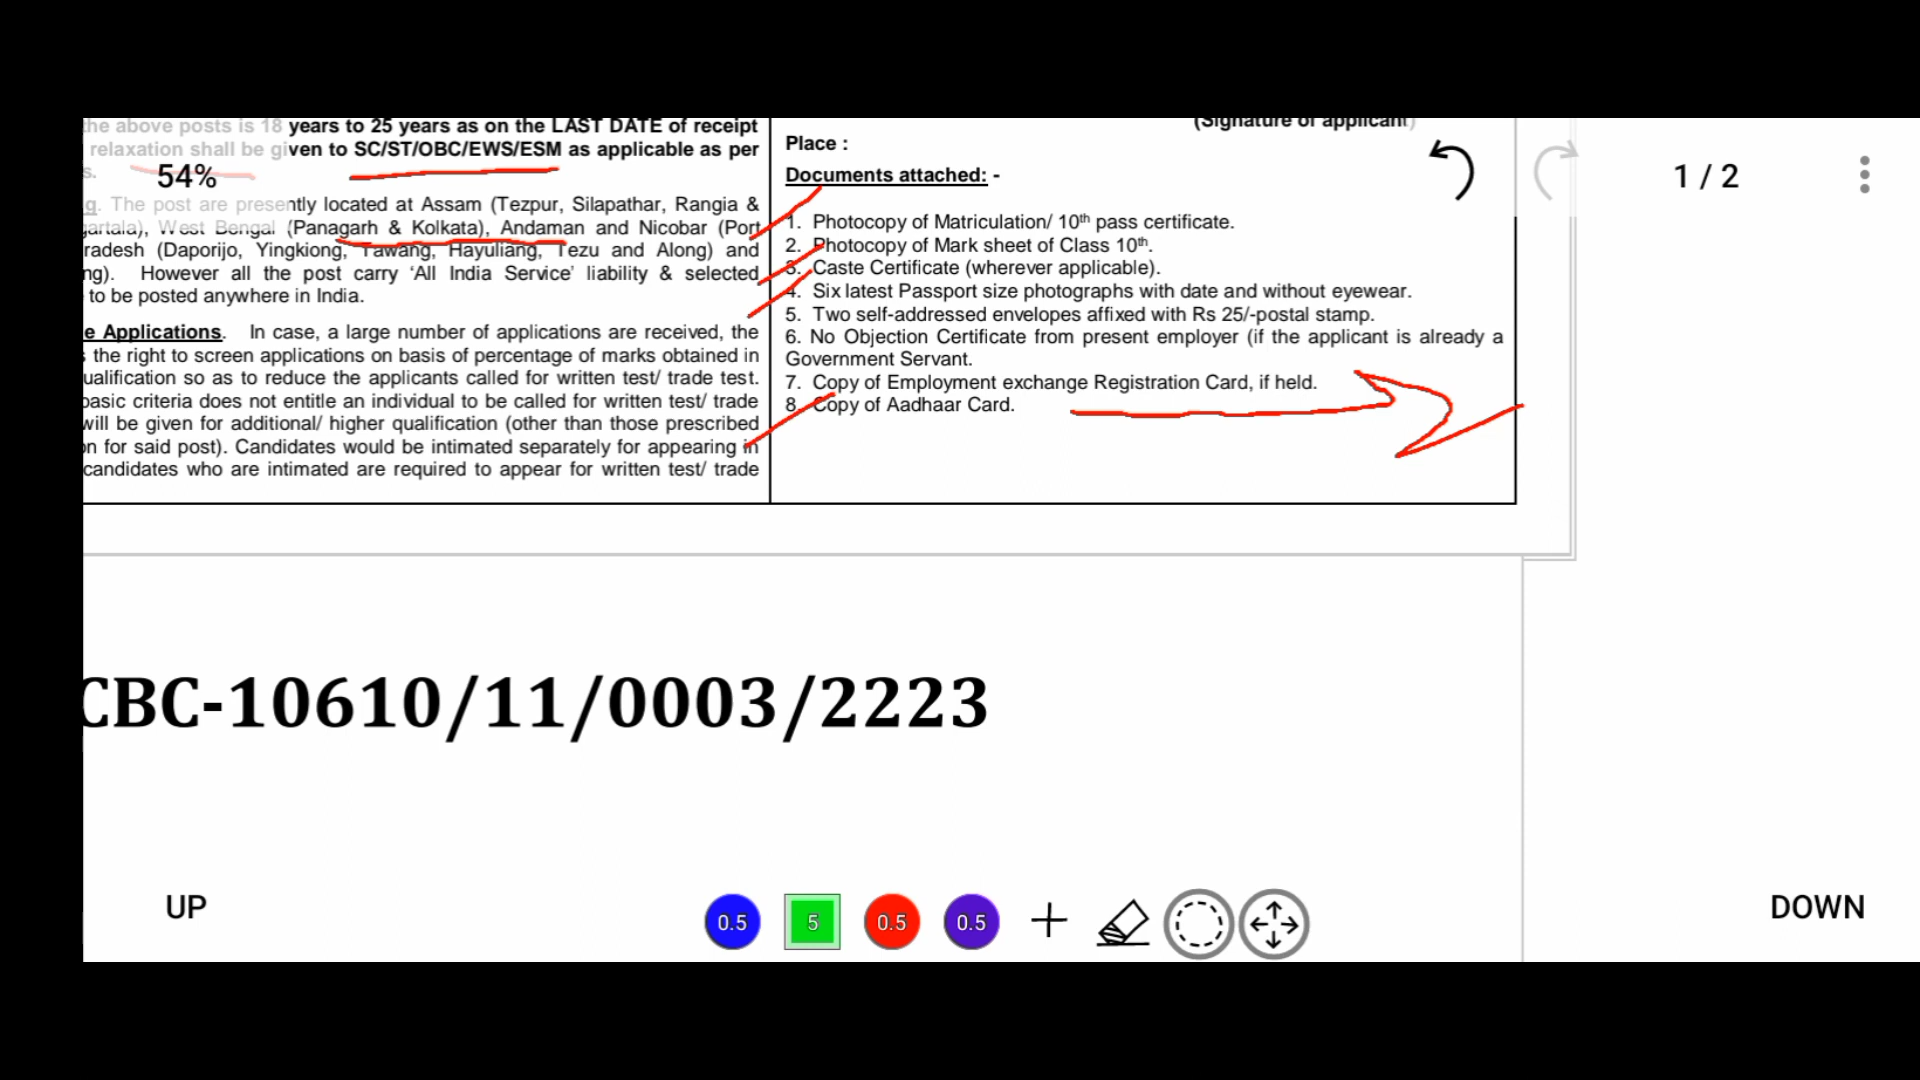 the above posts is 18 years to 25 years as on the LAST DATE of receipt
relaxation shall be given to SC/ST/OBC/EWS/ESM as applicable as per
s.
54%
g. The post are presently located at Assam (Tezpur, Silapathar, Rangia &
gartala), West Bengal (Panagarh & Kolkata), Andaman and Nicobar (Port
radesh (Daporijo, Yingkiong, Tawang, Hayuliang, Tezu and Along) and
ng). However all the post carry ‘All India Service’ liability & selected
to be posted anywhere in India.
e Applications. In case, a large number of applications are received, the
s the right to screen applications on basis of percentage of marks obtained in
ualification so as to reduce the applicants called for written test/ trade test.
basic criteria does not entitle an individual to be called for written test/ trade
will be given for additional/ higher qualification (other than those prescribed
on for said post). Candidates would be intimated separately for appearing in
candidates who are intimated are required to appear for written test/ trade
(Signature of applicant)
Place :
Documents attached: -
1. Photocopy of Matriculation/ 10th pass certificate.
2. Photocopy of Mark sheet of Class 10th.
3. Caste Certificate (wherever applicable).
4. Six latest Passport size photographs with date and without eyewear.
5. Two self-addressed envelopes affixed with Rs 25/-postal stamp.
6. No Objection Certificate from present employer (if the applicant is already a
Government Servant.
7. Copy of Employment exchange Registration Card, if held.
8. Copy of Aadhaar Card.
1 / 2
CBC-10610/11/0003/2223
UP
0.5
5
0.5
0.5
DOWN